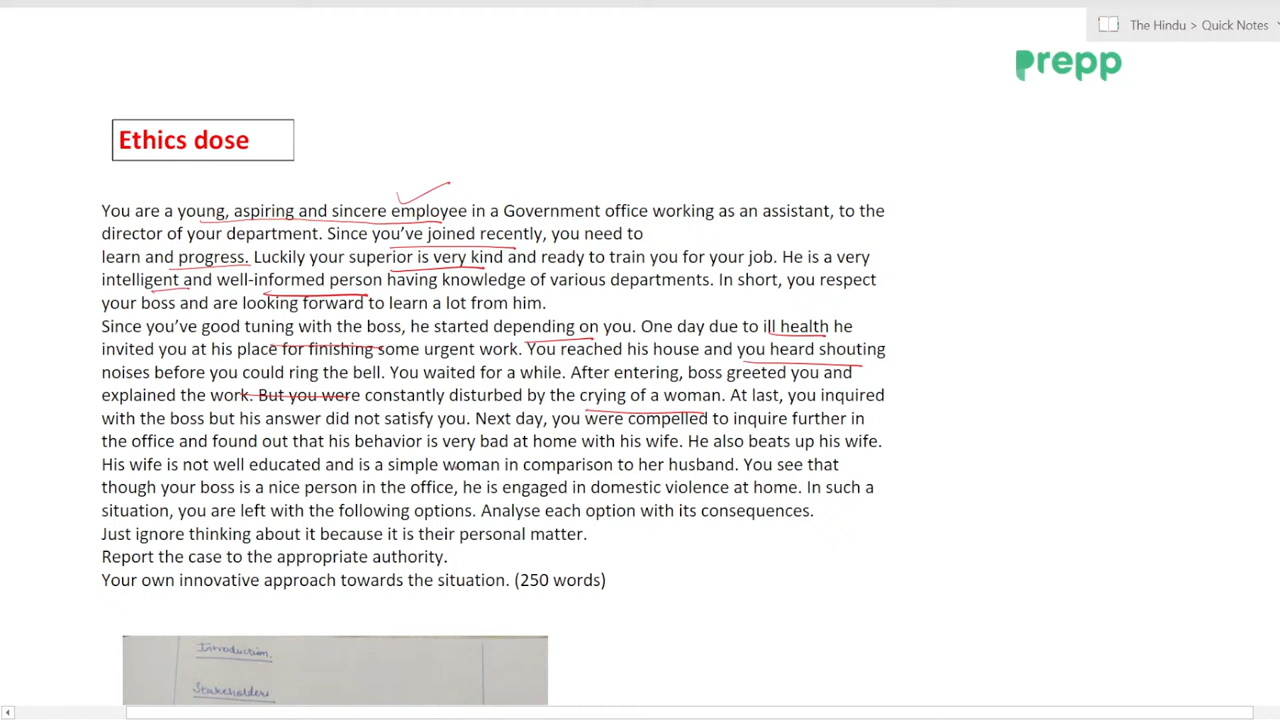 The Hindu > Quick Notes
prepp
Ethics dose
You are a young, aspiring and sincere employee in a Government office working as an assistant, to the
director of your department. Since you've joined recently, you need to
learn and progress. Luckily your superior is very kind and ready to train you for your job. He is a very
intelligent and well-informed person having knowledge of various departments. In short, you respect
your boss and are looking forward to learn a lot from him.
Since you've good tuning with the boss, he started depending on you. One day due to ill health he
invited you at his place for finishing some urgent work. You reached his house and you heard shouting
noises before you could ring the bell. You waited for a while. After entering, boss greeted you and
explained the work. But you were constantly disturbed by the crying of a woman. At last, you inquired
with the boss but his answer did not satisfy you. Next day, you were compelled to inquire further in
the office and found out that his behavior is very bad at home with his wife. He also beats up his wife.
His wife is not well educated and is a simple woman in comparison to her husband. You see that
though your boss is a nice person in the office, he is engaged in domestic violence at home. In such a
situation, you are left with the following options. Analyse each option with its consequences.
Just ignore thinking about it because it is their personal matter.
Report the case to the appropriate authority.
Your own innovative approach towards the situation. (250 words)
Introduction.
Stakeholders